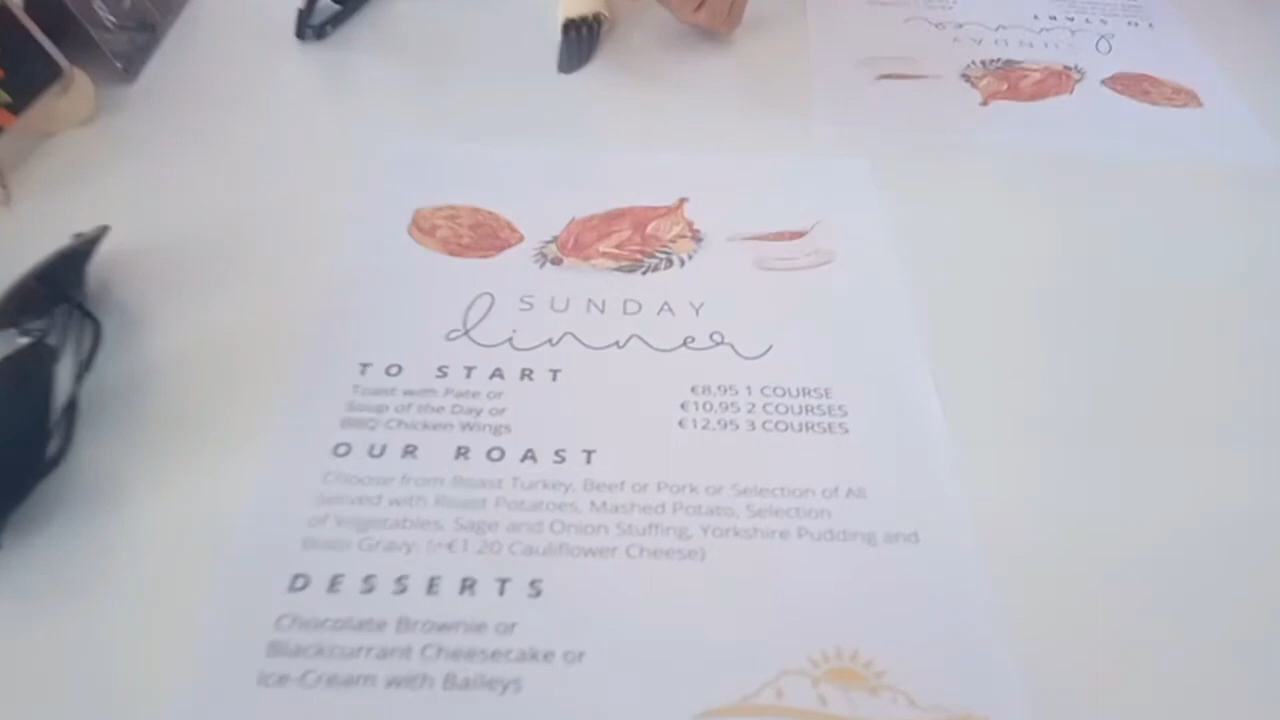 SUNDAY
dinner
TO START
Toast with Pate or
Soup of the Day or
BBQ Chicken Wings
€8,95 1 COURSE
€10,95 2 COURSES
€12,95 3 COURSES
OUR ROAST
Choose from Roast Turkey, Beef or Pork or Selection of All
Served with Roast Potatoes, Mashed Potato, Selection
of Vegetables, Sage and Onion Stuffing, Yorkshire Pudding and
Gravy. (+€1.20 Cauliflower Cheese)
DESSERTS
Chocolate Brownie or
Blackcurrant Cheesecake or
Ice-Cream with Baileys
SUNDAY
TO START